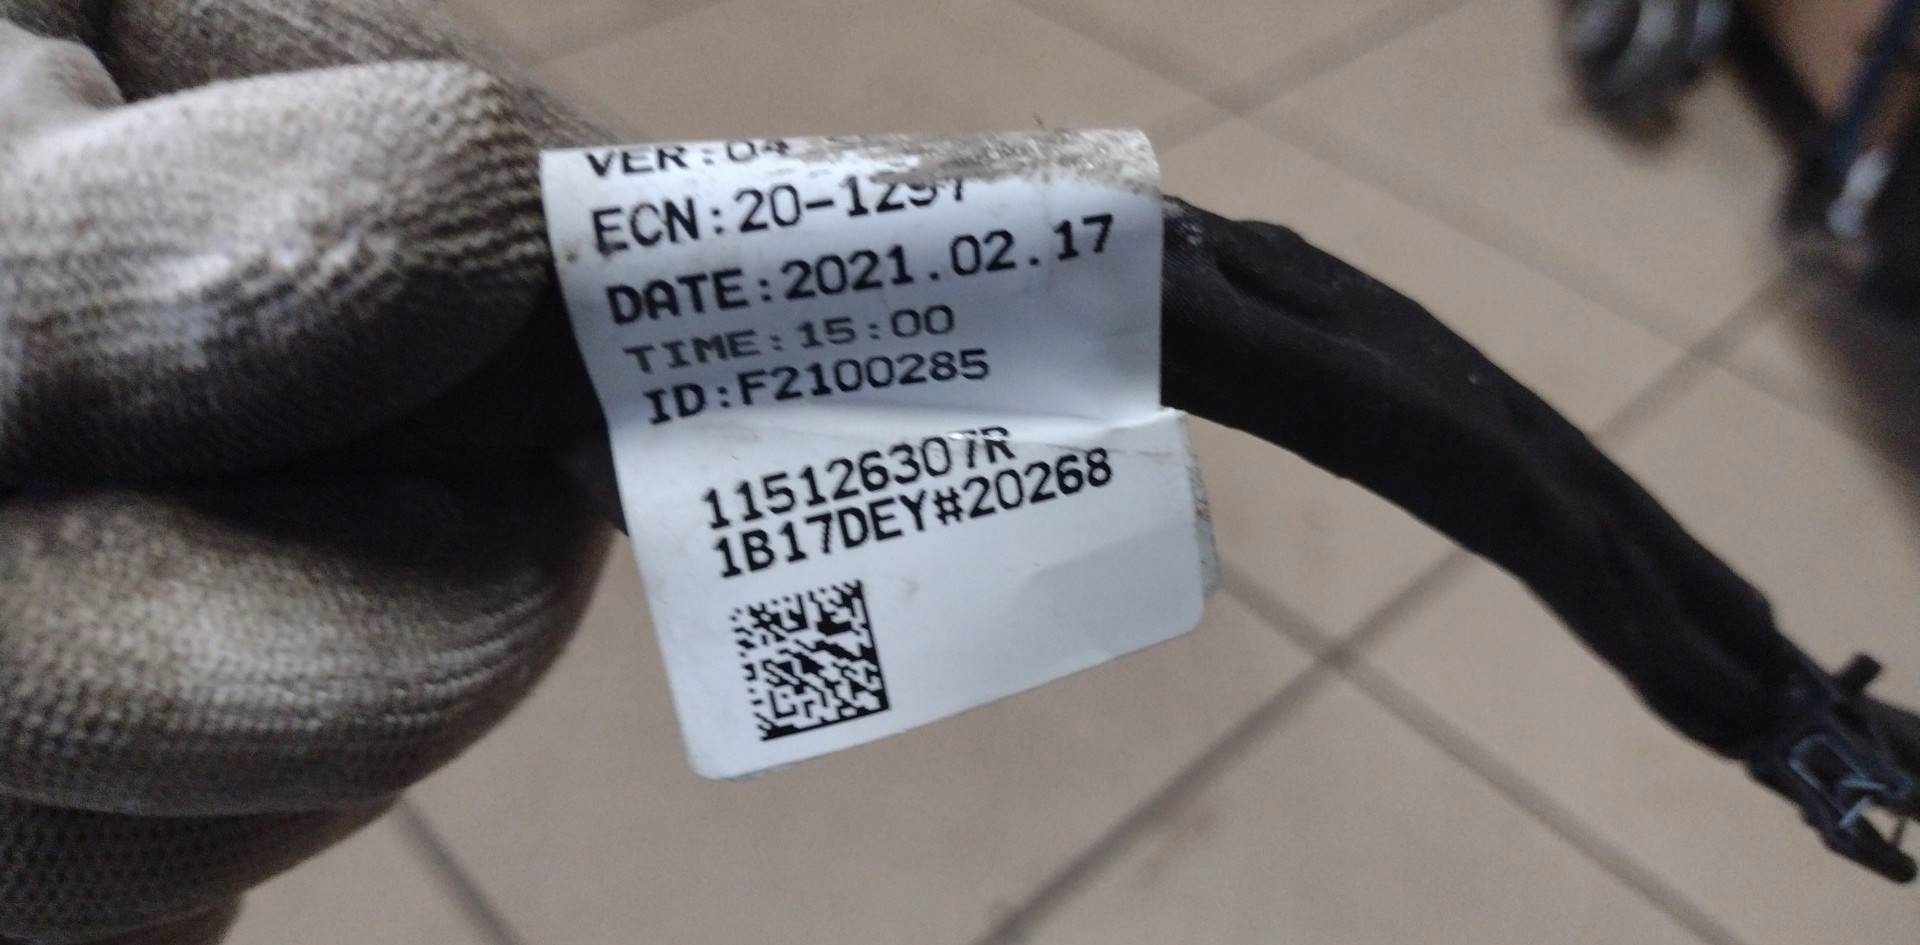 VER:04
ECN:20-1297
DATE:2021.02.17
TIME:15:00
ID:F2100285
115126307R
1B17DEY#20268